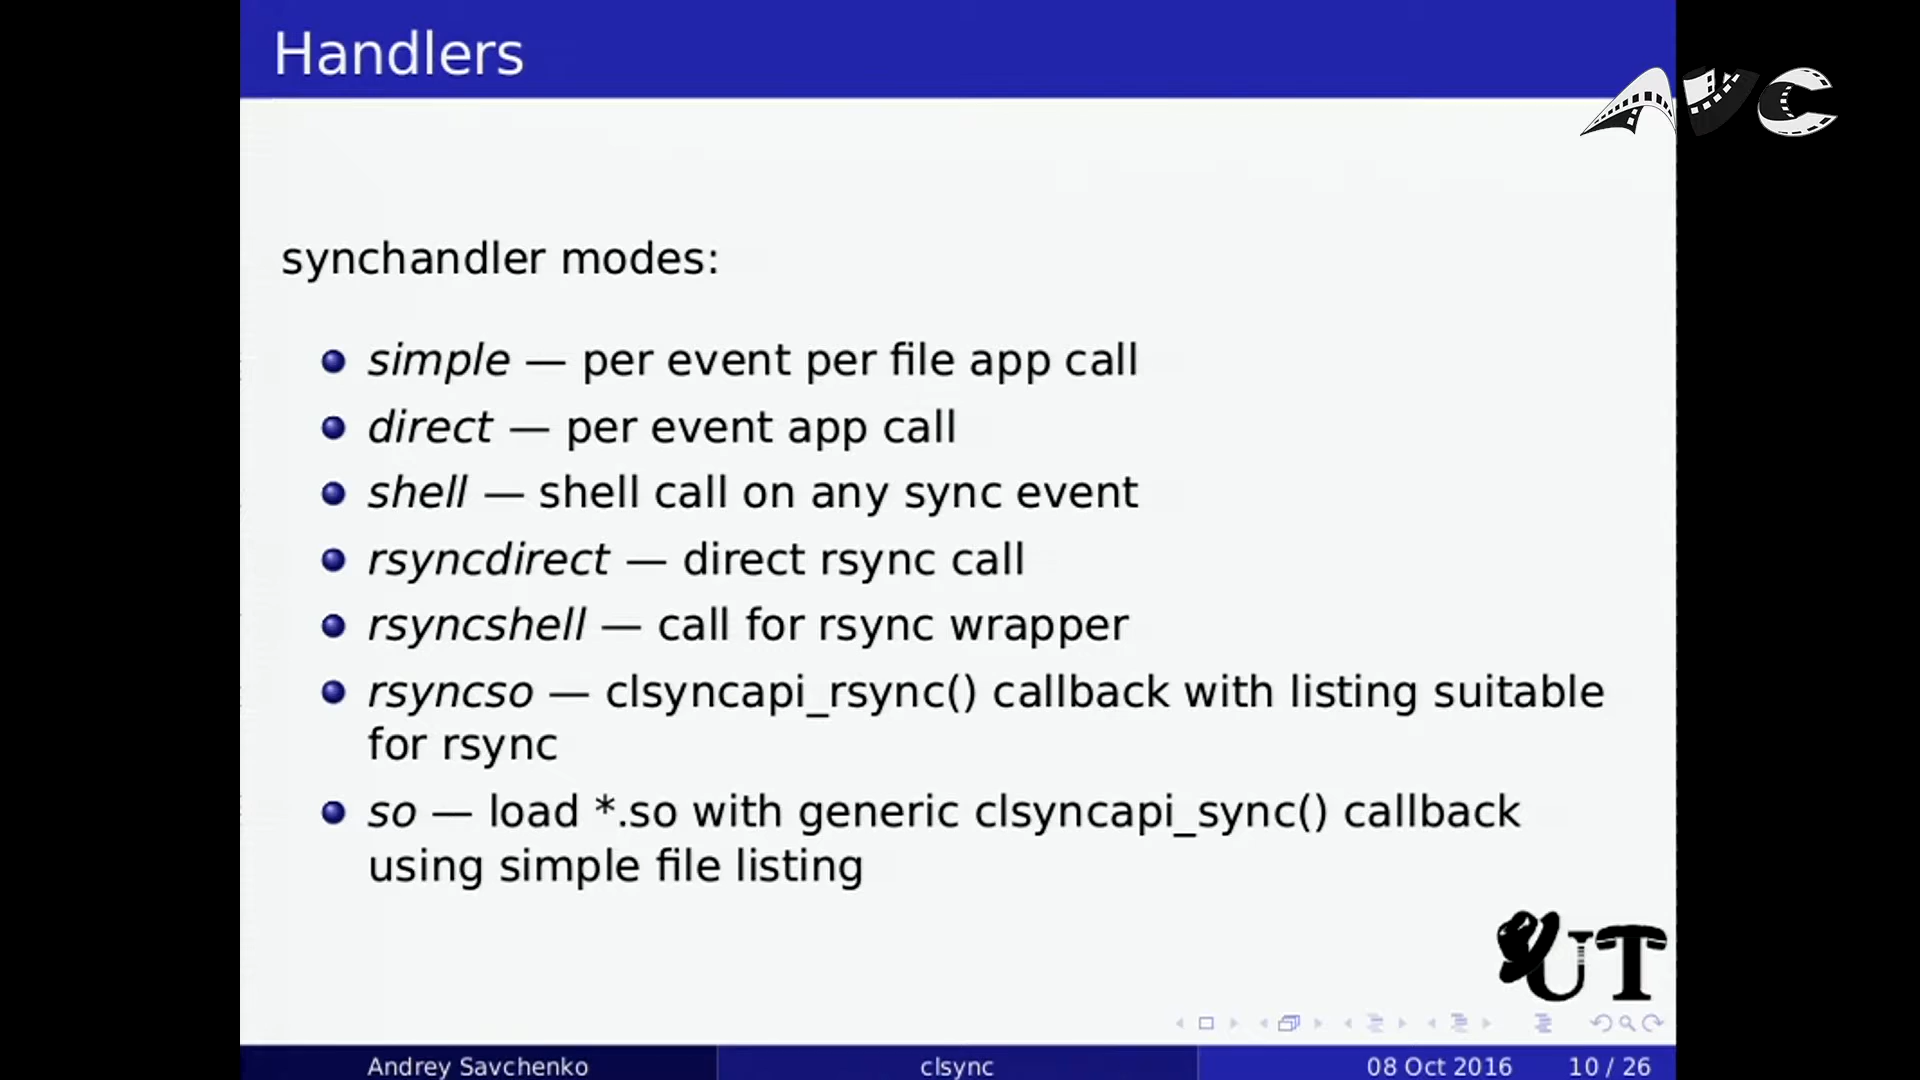 Handlers
AVC
synchandler modes:
simple — per event per file app call
direct — per event app call
shell — shell call on any sync event
rsyncdirect — direct rsync call
rsyncshell — call for rsync wrapper
rsyncso — clsyncapi_rsync() callback with listing suitable
for rsync
so — load *.so with generic clsyncapi_sync() callback
using simple file listing
UT
Andrey Savchenko
clsync
08 Oct 2016
10 / 26